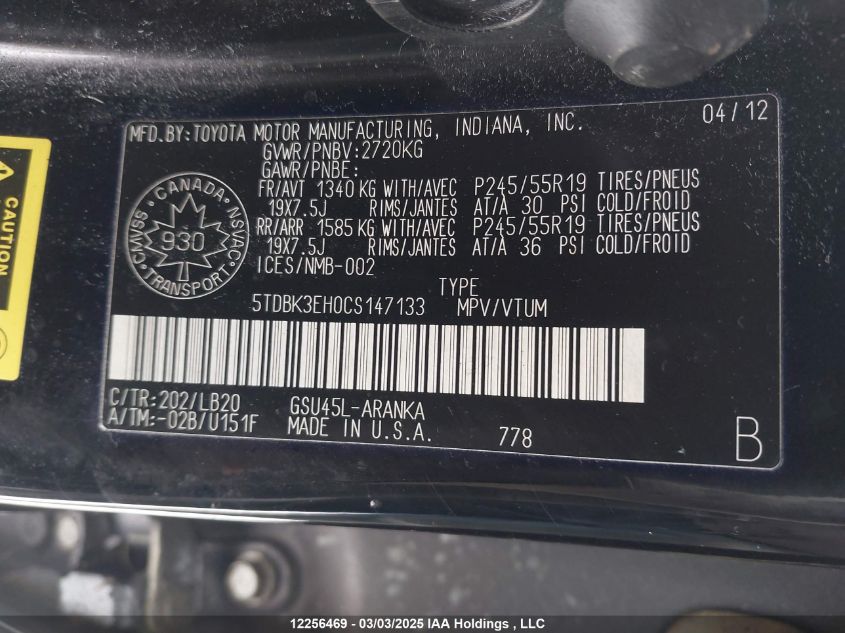 MFD.BY:TOYOTA MOTOR MANUFACTURING, INDIANA, INC. 04/12
GVWR/PNBV:2720KG
GAWR/PNBE:
FR/AVT 1340 KG WITH/AVEC P245/55R19 TIRES/PNEUS
19X7.5J RIMS/JANTES AT/A 30 PSI COLD/FROID
RR/ARR 1585 KG WITH/AVEC P245/55R19 TIRES/PNEUS
19X7.5J RIMS/JANTES AT/A 36 PSI COLD/FROID
ICES/NMB-002
CANADA
CMVSS NSVAC
930
TRANSPORT
TYPE
5TDBK3EH0CS147133 MPV/VTUM
C/TR:202/LB20 GSU45L-ARANKA
A/TM:-02B/U151F MADE IN U.S.A. 778
B
CAUTION
12256469 - 03/03/2025 IAA Holdings , LLC